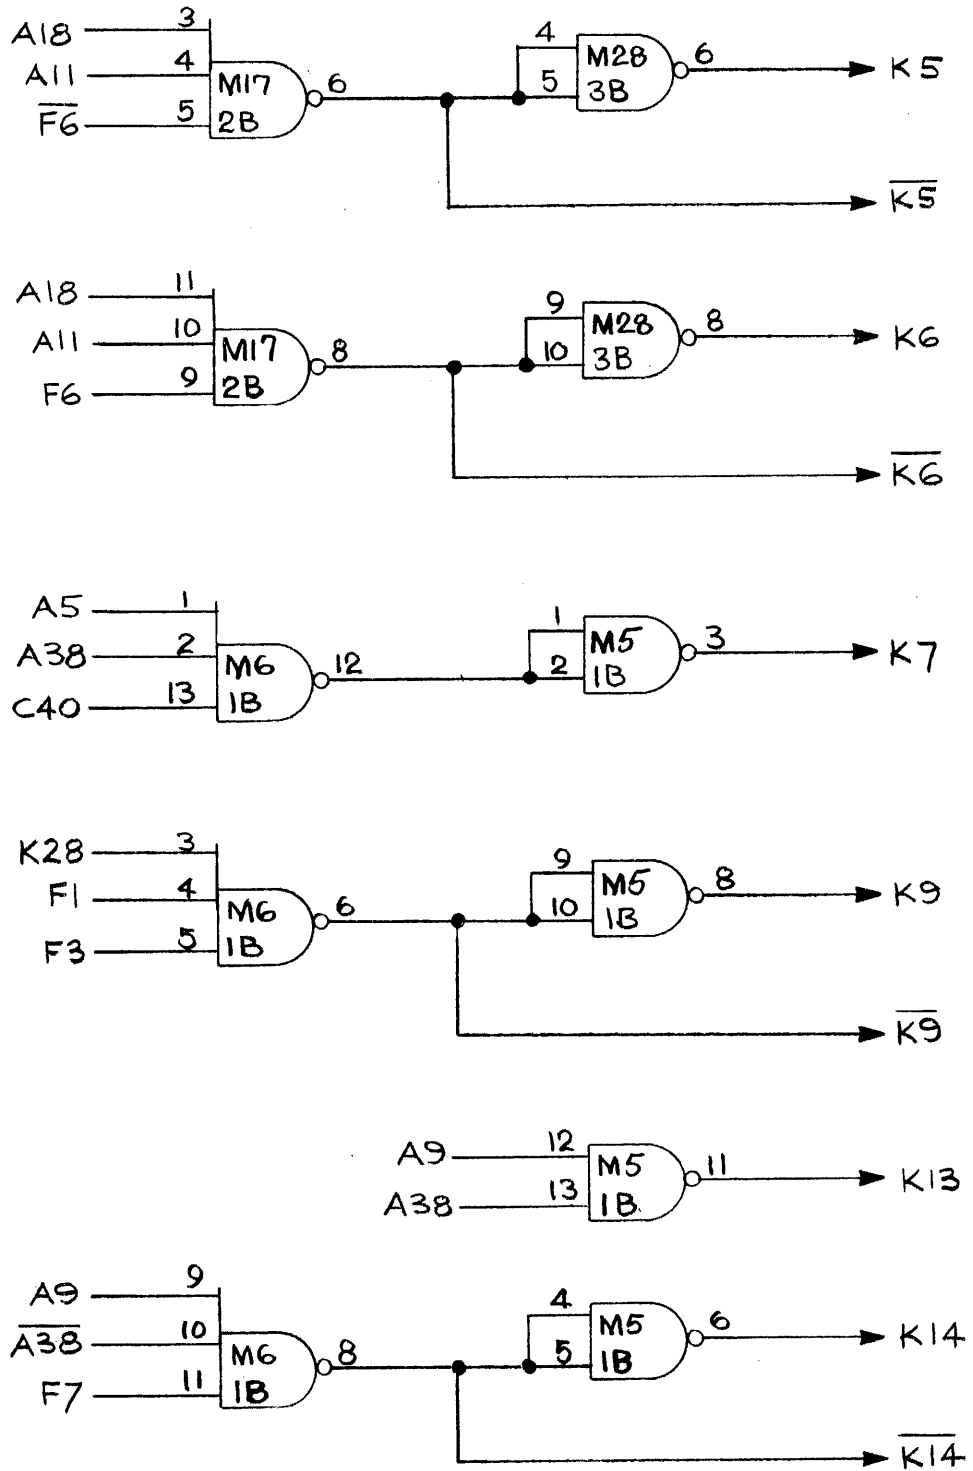 A18 3
A11 4
F̅6̅ 5
M17
2B
6
4
5
M28
3B
6
K5
K̅5̅
A18 11
A11 10
F6 9
M17
2B
8
9
10
M28
3B
8
K6
K̅6̅
A5 1
A38 2
C40 13
M6
1B
12
1
2
M5
1B
3
K7
K28 3
F1 4
F3 5
M6
1B
6
9
10
M5
1B
8
K9
K̅9̅
A9 12
A38 13
M5
1B
11
K13
A9 9
A̅3̅8̅ 10
F7 11
M6
1B
8
4
5
M5
1B
6
K14
K̅1̅4̅